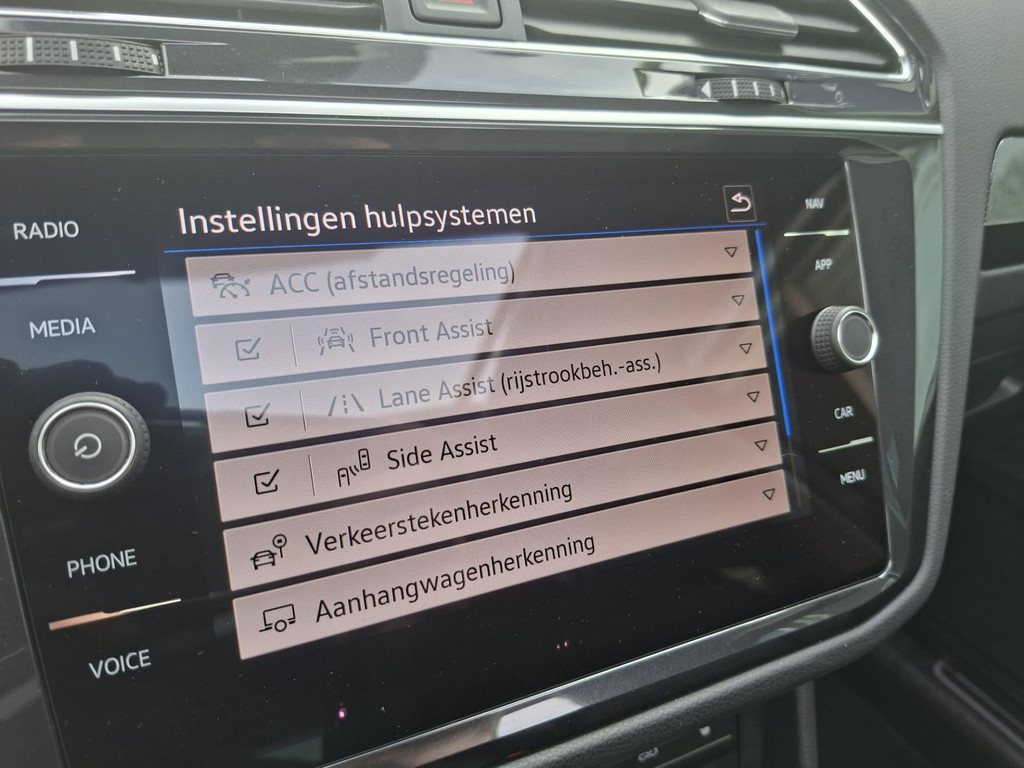 RADIO
MEDIA
PHONE
VOICE
Instellingen hulpsystemen
ACC (afstandsregeling)
Front Assist
Lane Assist (rijstrookbeh.-ass.)
Side Assist
Verkeerstekenherkenning
Aanhangwagenherkenning
NAV
APP
CAR
MENU